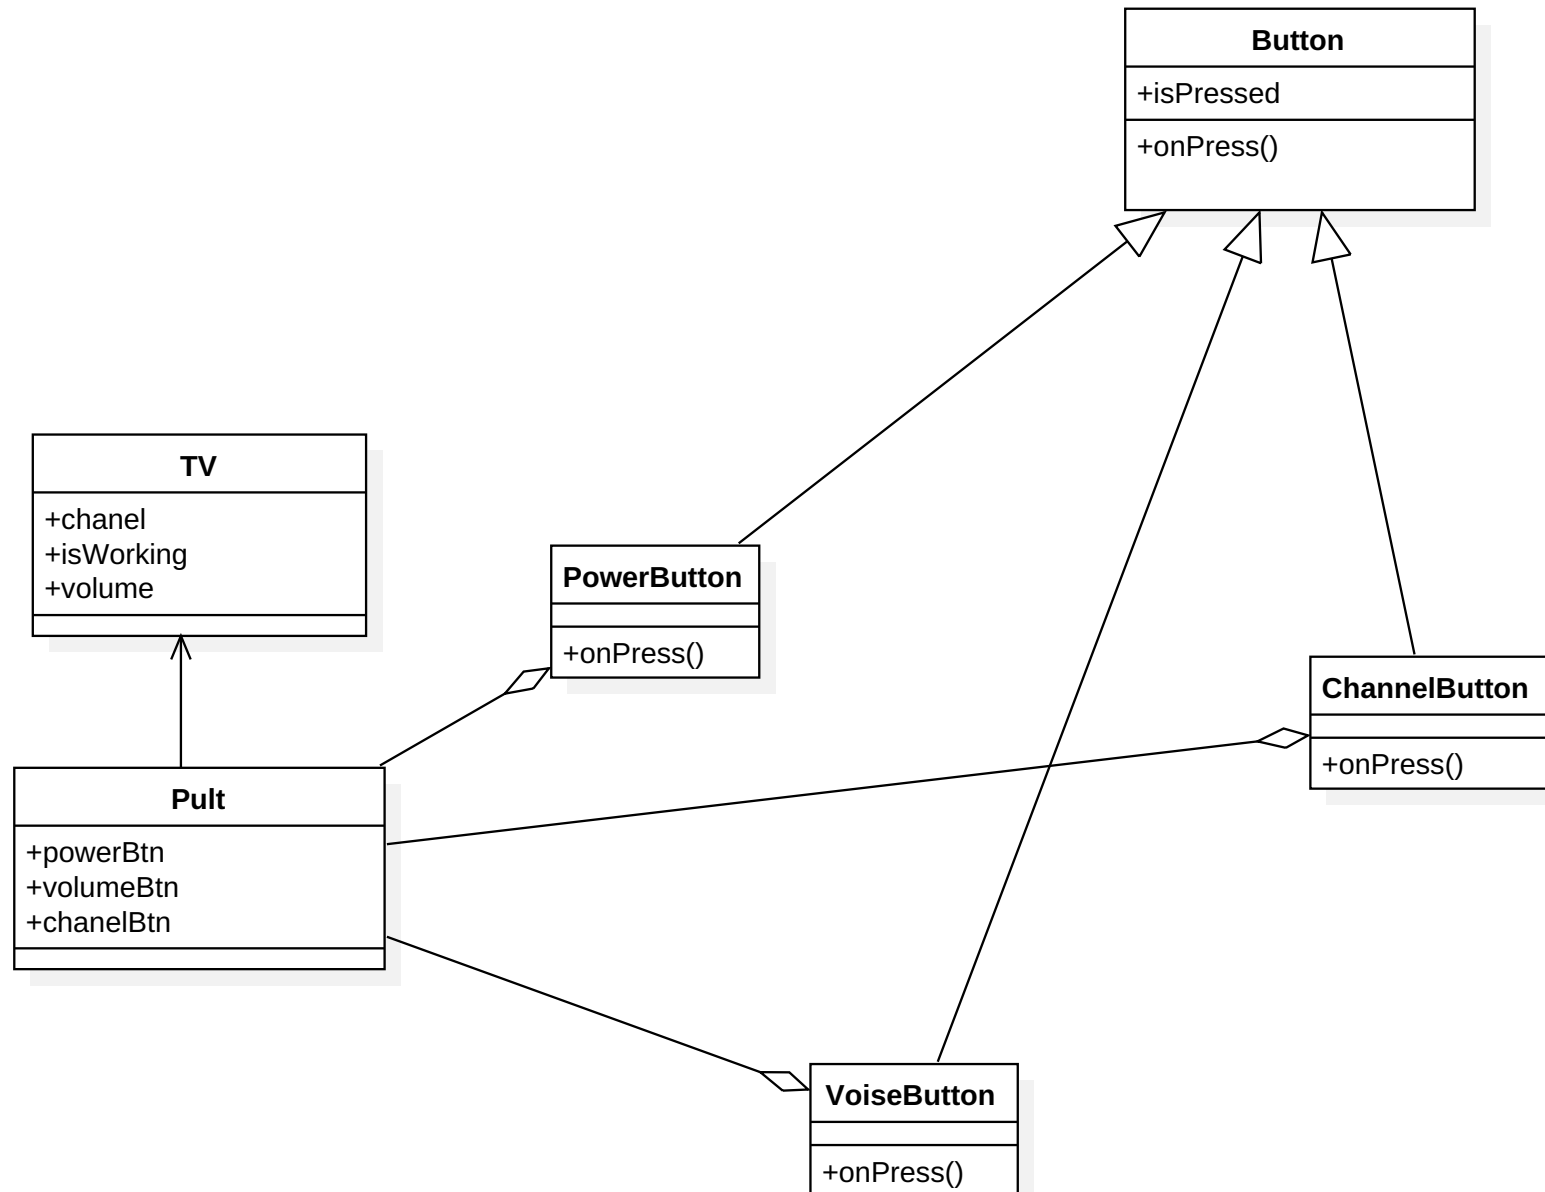 Button
+isPressed
+onPress()
TV
+chanel
+isWorking
+volume
PowerButton
+onPress()
ChannelButton
+onPress()
Pult
+powerBtn
+volumeBtn
+chanelBtn
VoiseButton
+onPress()